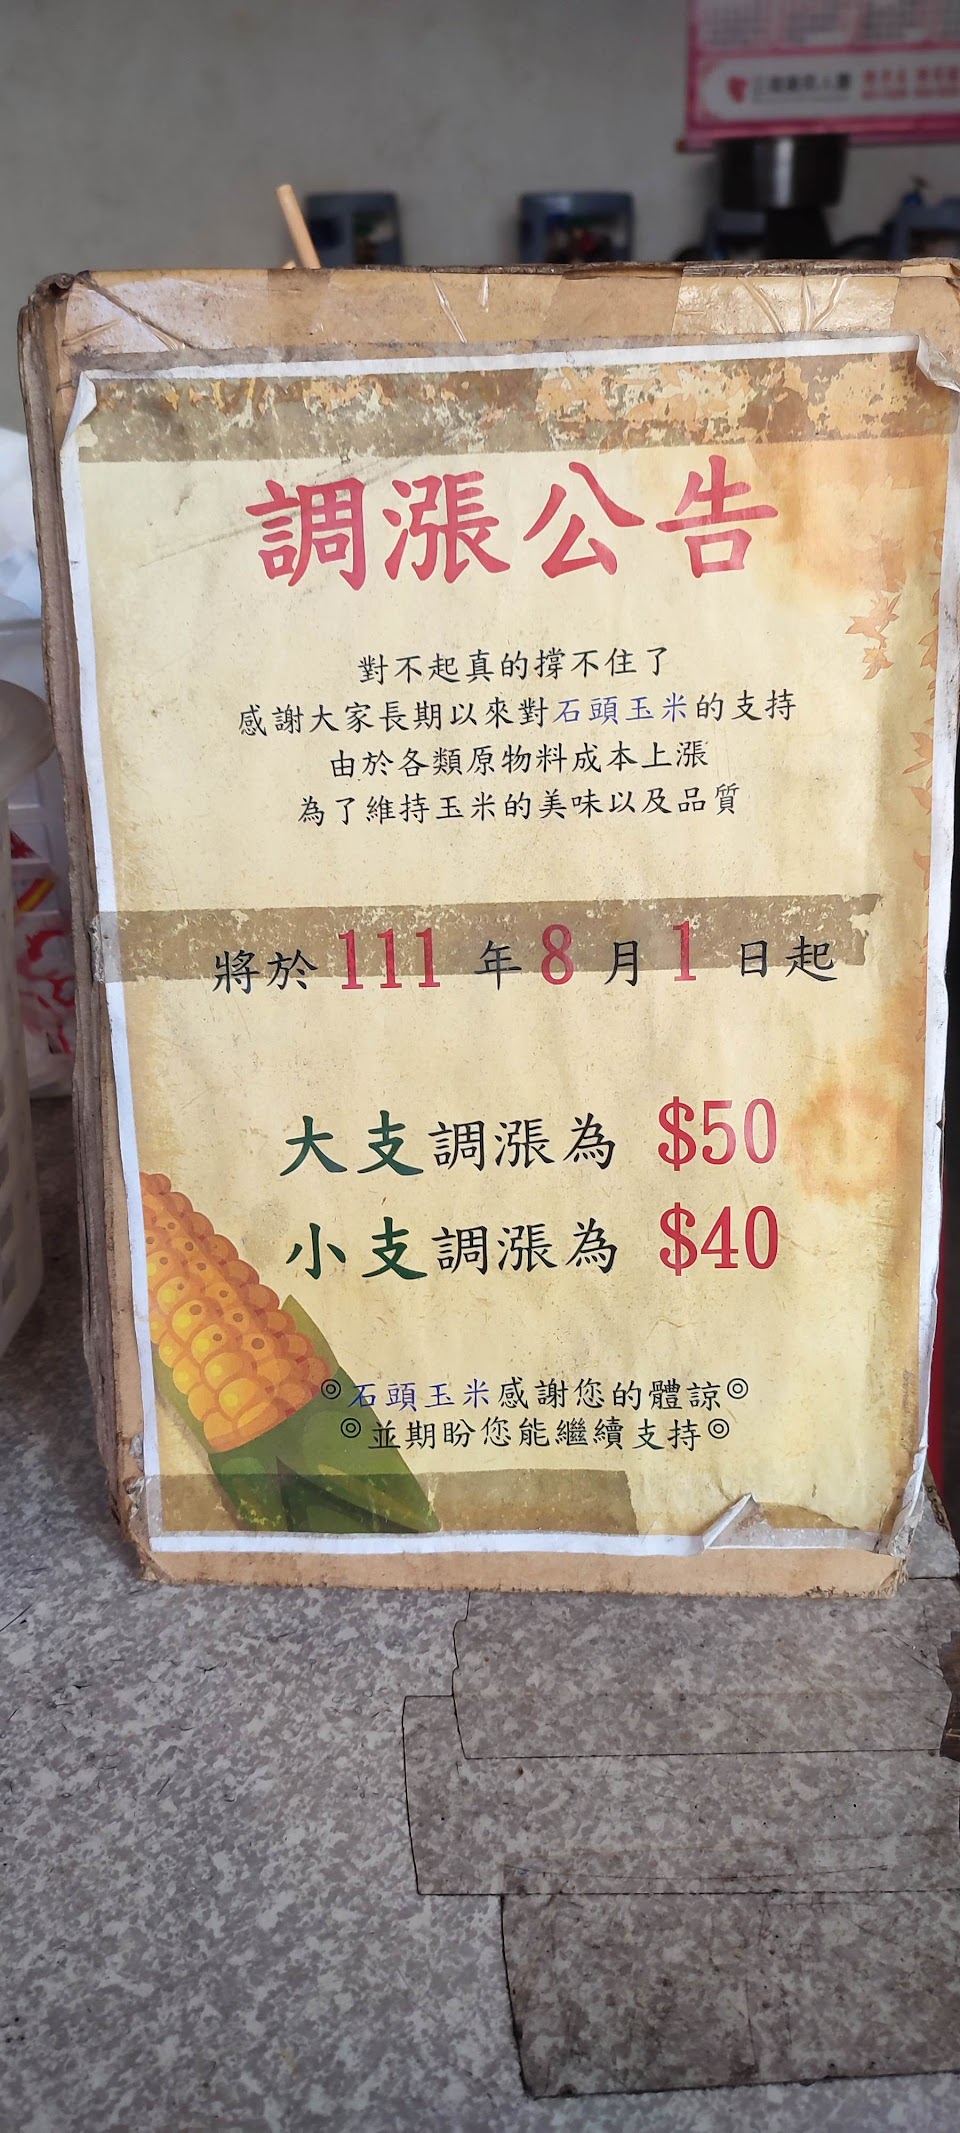 調漲公告
對不起真的撐不住了
感謝大家長期以來對石頭玉米的支持
由於各類原物料成本上漲
為了維持玉米的美味以及品質
將於 111 年 8 月 1 日起
大支調漲為 $50
小支調漲為 $40
◎石頭玉米感謝您的體諒◎
◎並期盼您能繼續支持◎